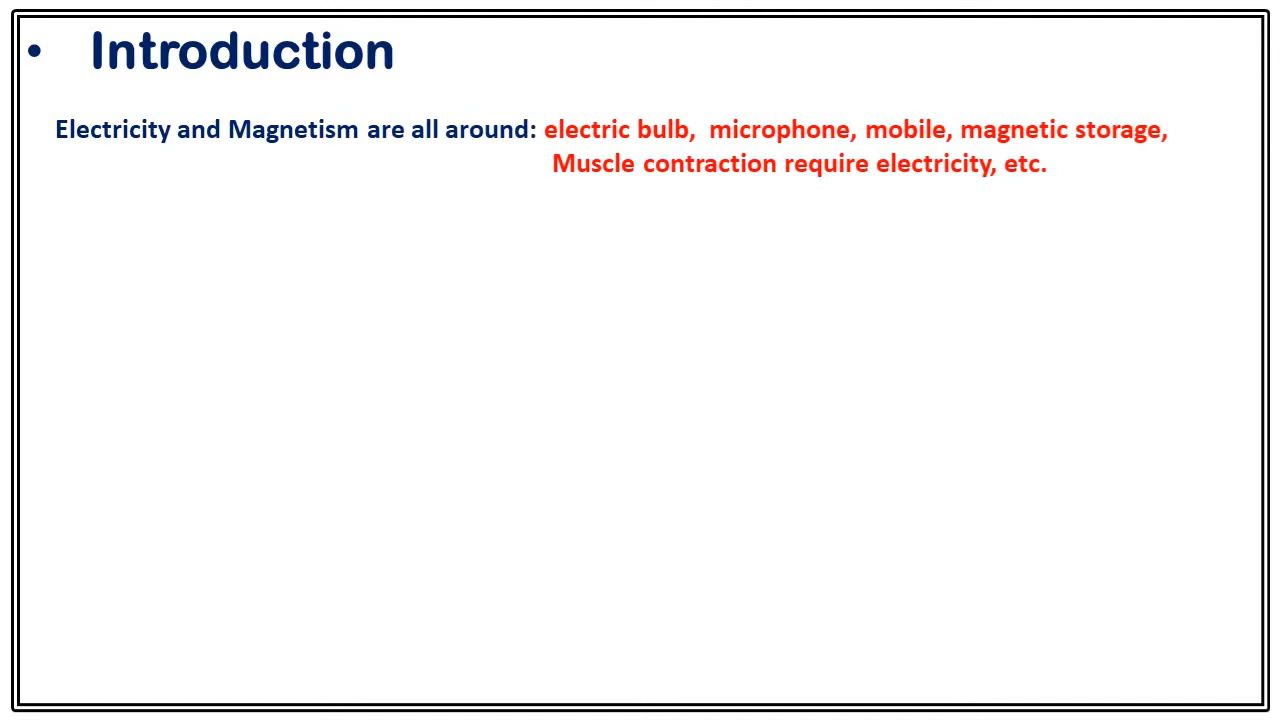 • Introduction
Electricity and Magnetism are all around: electric bulb, microphone, mobile, magnetic storage,
Muscle contraction require electricity, etc.